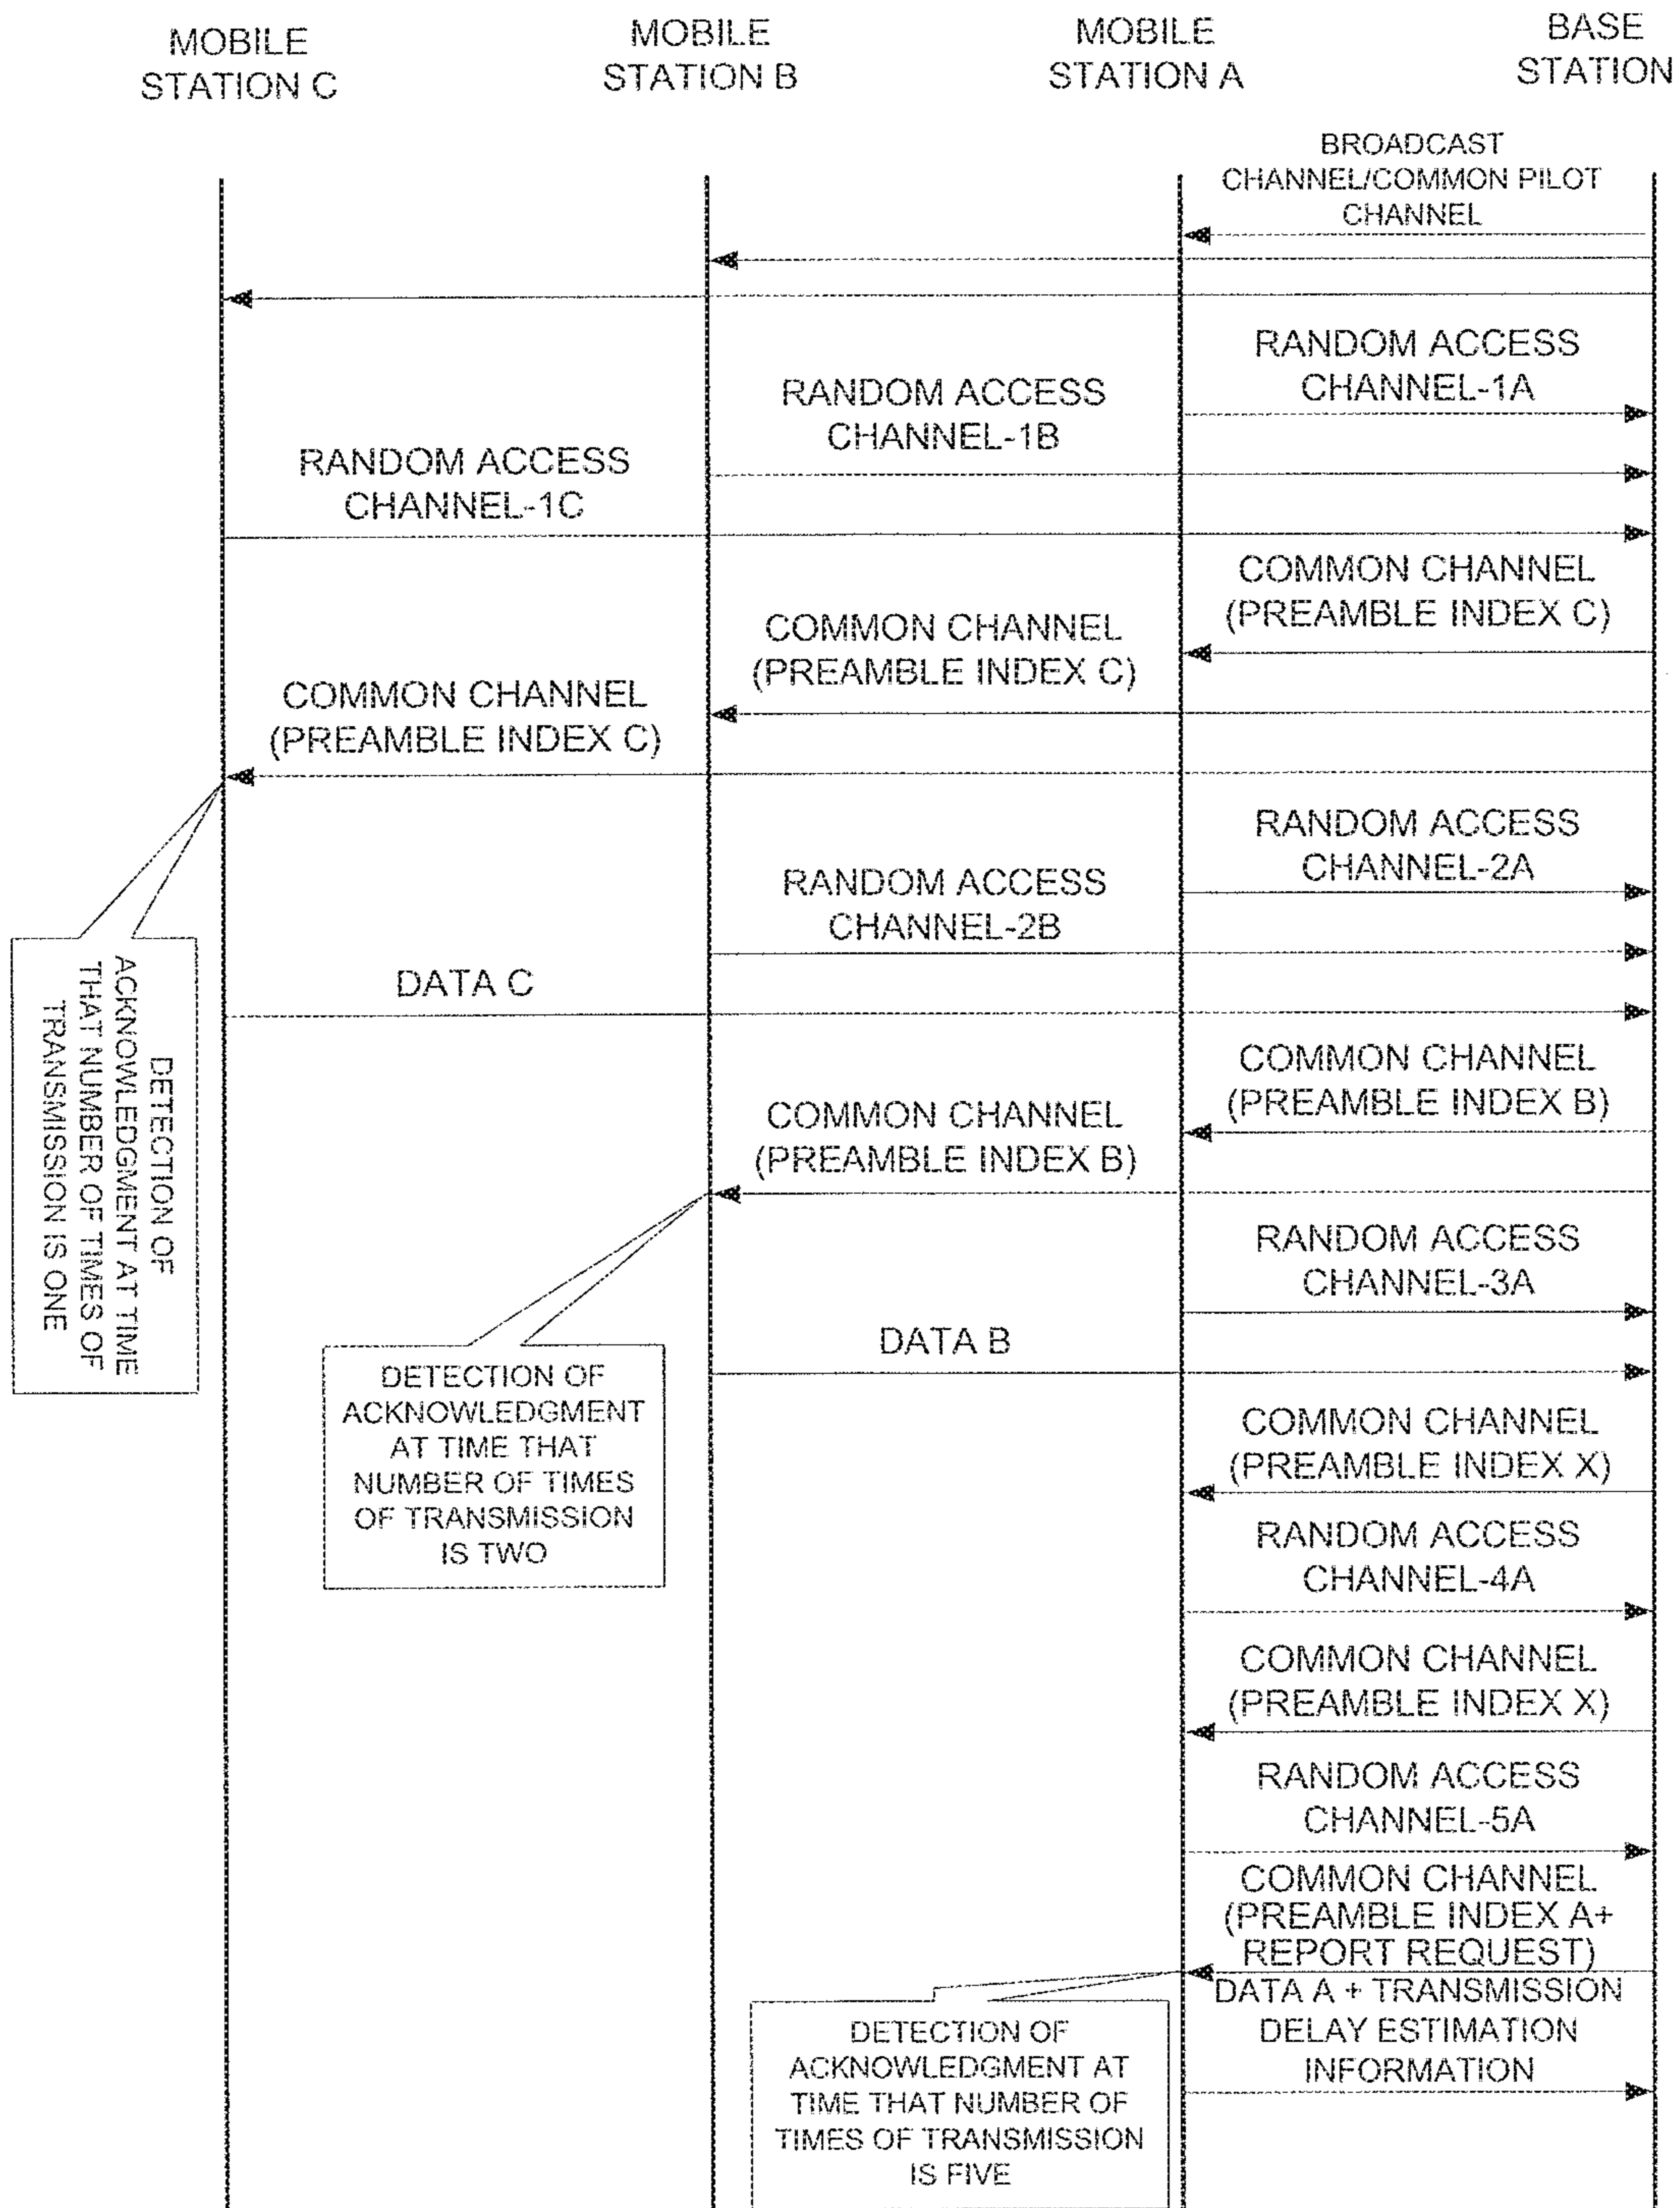 MOBILE
STATION C
MOBILE
STATION B
MOBILE
STATION A
BASE
STATION
BROADCAST
CHANNEL/COMMON PILOT
CHANNEL
RANDOM ACCESS
CHANNEL-1A
RANDOM ACCESS
CHANNEL-1B
RANDOM ACCESS
CHANNEL-1C
COMMON CHANNEL
(PREAMBLE INDEX C)
COMMON CHANNEL
(PREAMBLE INDEX C)
COMMON CHANNEL
(PREAMBLE INDEX C)
RANDOM ACCESS
CHANNEL-2A
RANDOM ACCESS
CHANNEL-2B
DATA C
DETECTION OF
ACKNOWLEDGMENT AT TIME
THAT NUMBER OF TIMES OF
TRANSMISSION IS ONE
COMMON CHANNEL
(PREAMBLE INDEX B)
COMMON CHANNEL
(PREAMBLE INDEX B)
RANDOM ACCESS
CHANNEL-3A
DATA B
DETECTION OF
ACKNOWLEDGMENT
AT TIME THAT
NUMBER OF TIMES
OF TRANSMISSION
IS TWO
COMMON CHANNEL
(PREAMBLE INDEX X)
RANDOM ACCESS
CHANNEL-4A
COMMON CHANNEL
(PREAMBLE INDEX X)
RANDOM ACCESS
CHANNEL-5A
COMMON CHANNEL
(PREAMBLE INDEX A+
REPORT REQUEST)
DATA A + TRANSMISSION
DELAY ESTIMATION
INFORMATION
DETECTION OF
ACKNOWLEDGMENT AT
TIME THAT NUMBER OF
TIMES OF TRANSMISSION
IS FIVE